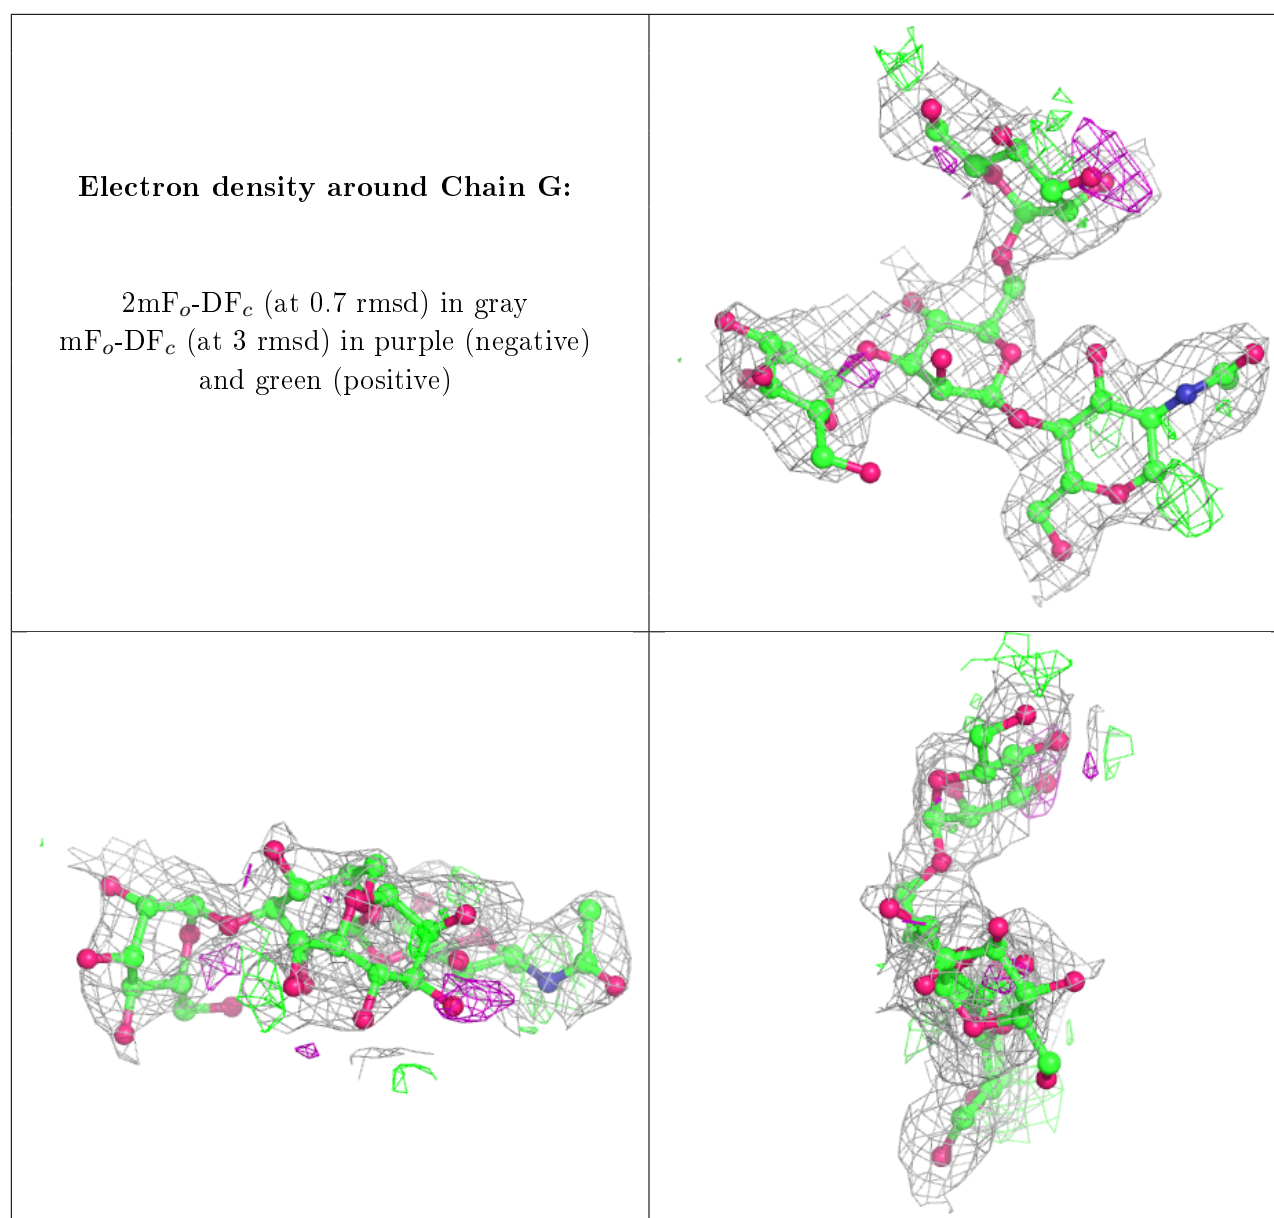 Electron density around Chain G:
2mFₒ-DF𝒸 (at 0.7 rmsd) in gray
mFₒ-DF𝒸 (at 3 rmsd) in purple (negative)
and green (positive)